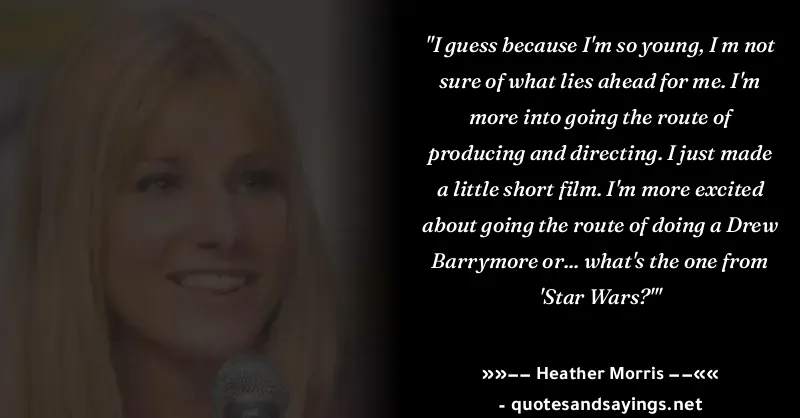 "I guess because I'm so young, I m not
sure of what lies ahead for me. I'm
more into going the route of
producing and directing. I just made
a little short film. I'm more excited
about going the route of doing a Drew
Barrymore or... what's the one from
'Star Wars?'"
»»−− Heather Morris −−««
- quotesandsayings.net